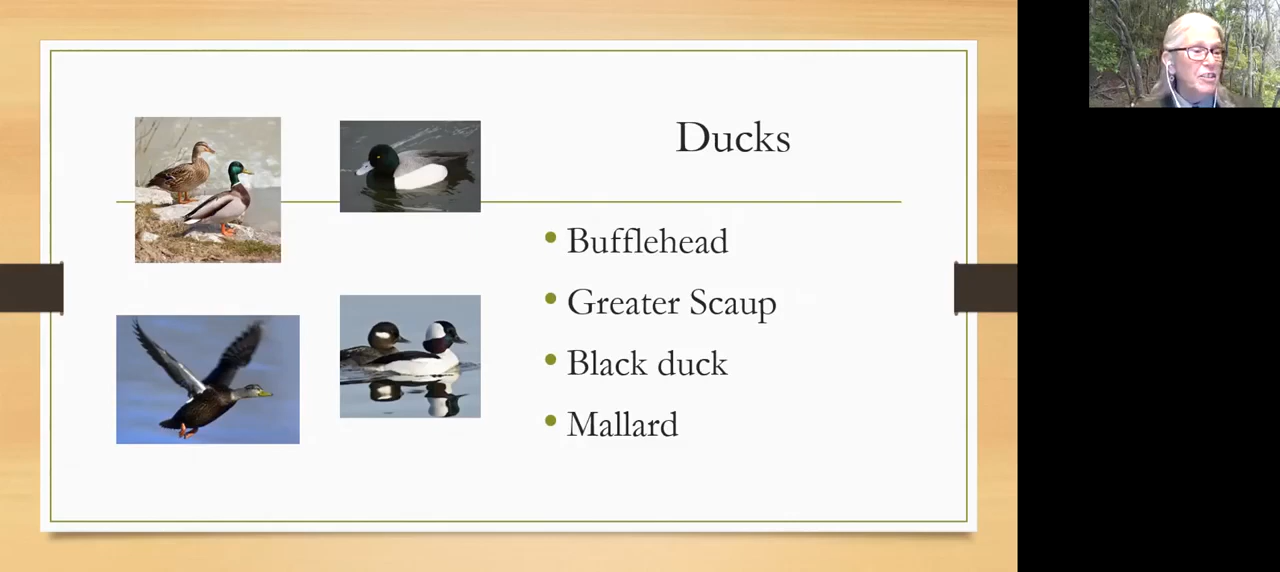 Ducks
Bufflehead
Greater Scaup
Black duck
Mallard